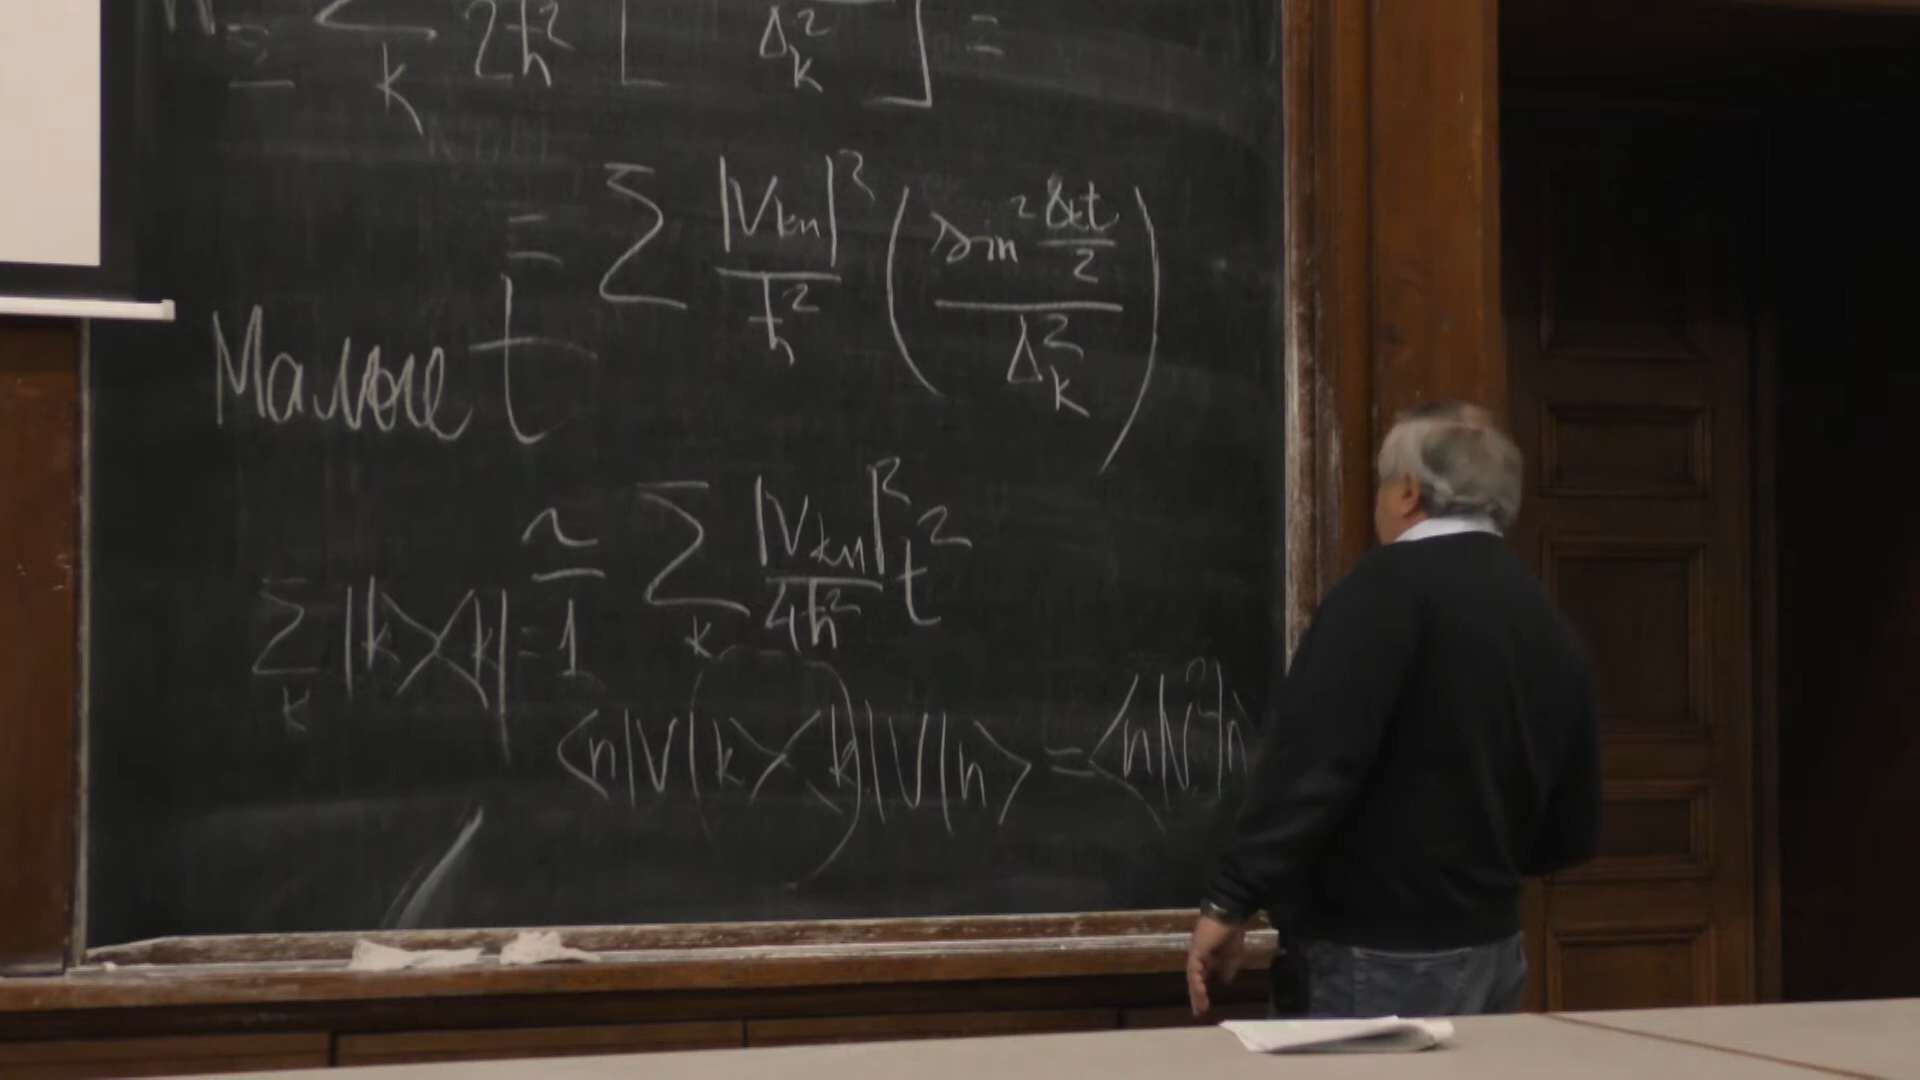 = Σ_k 2ħ² [ Δ_k² ] =
= Σ |V_kn|²/ħ² ( sin² (Δ_k t)/2 / Δ_k² )
Малые t
≃ Σ_k |V_kn|²/4ħ² t²
Σ_k |k><k| = 1
<n|V(|k><k|)|V|n> = <n|V²|n>